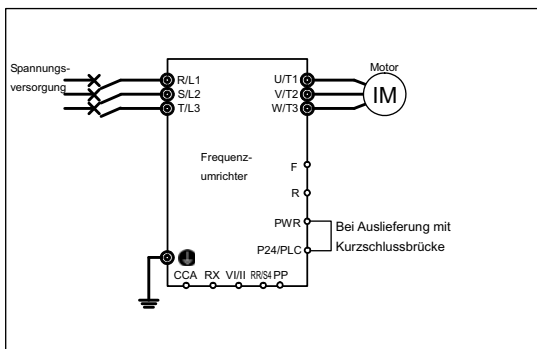 Spannungs-
versorgung
R/L1
S/L2
T/L3
U/T1
V/T2
W/T3
Motor
IM
Frequenz-
umrichter
F
R
PWR
P24/PLC
Bei Auslieferung mit
Kurzschlussbrücke
CCA RX VI/II RR/S4 PP